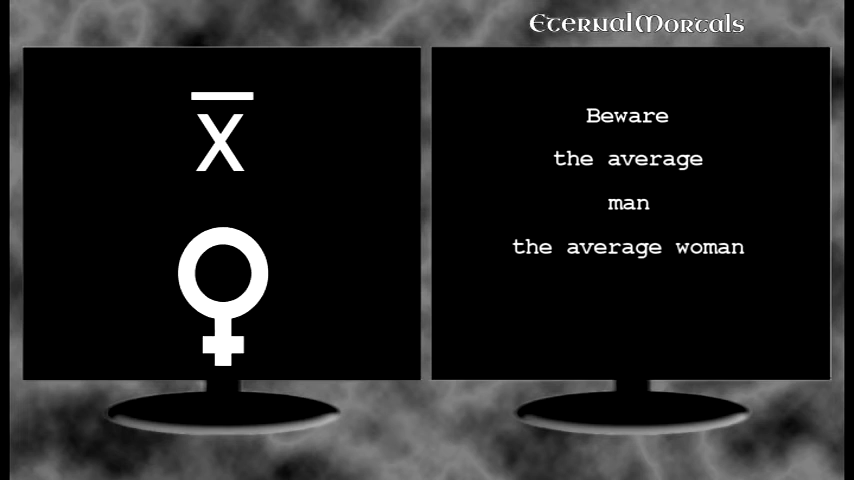 EternalMortals
x̄
♀
Beware
the average
man
the average woman